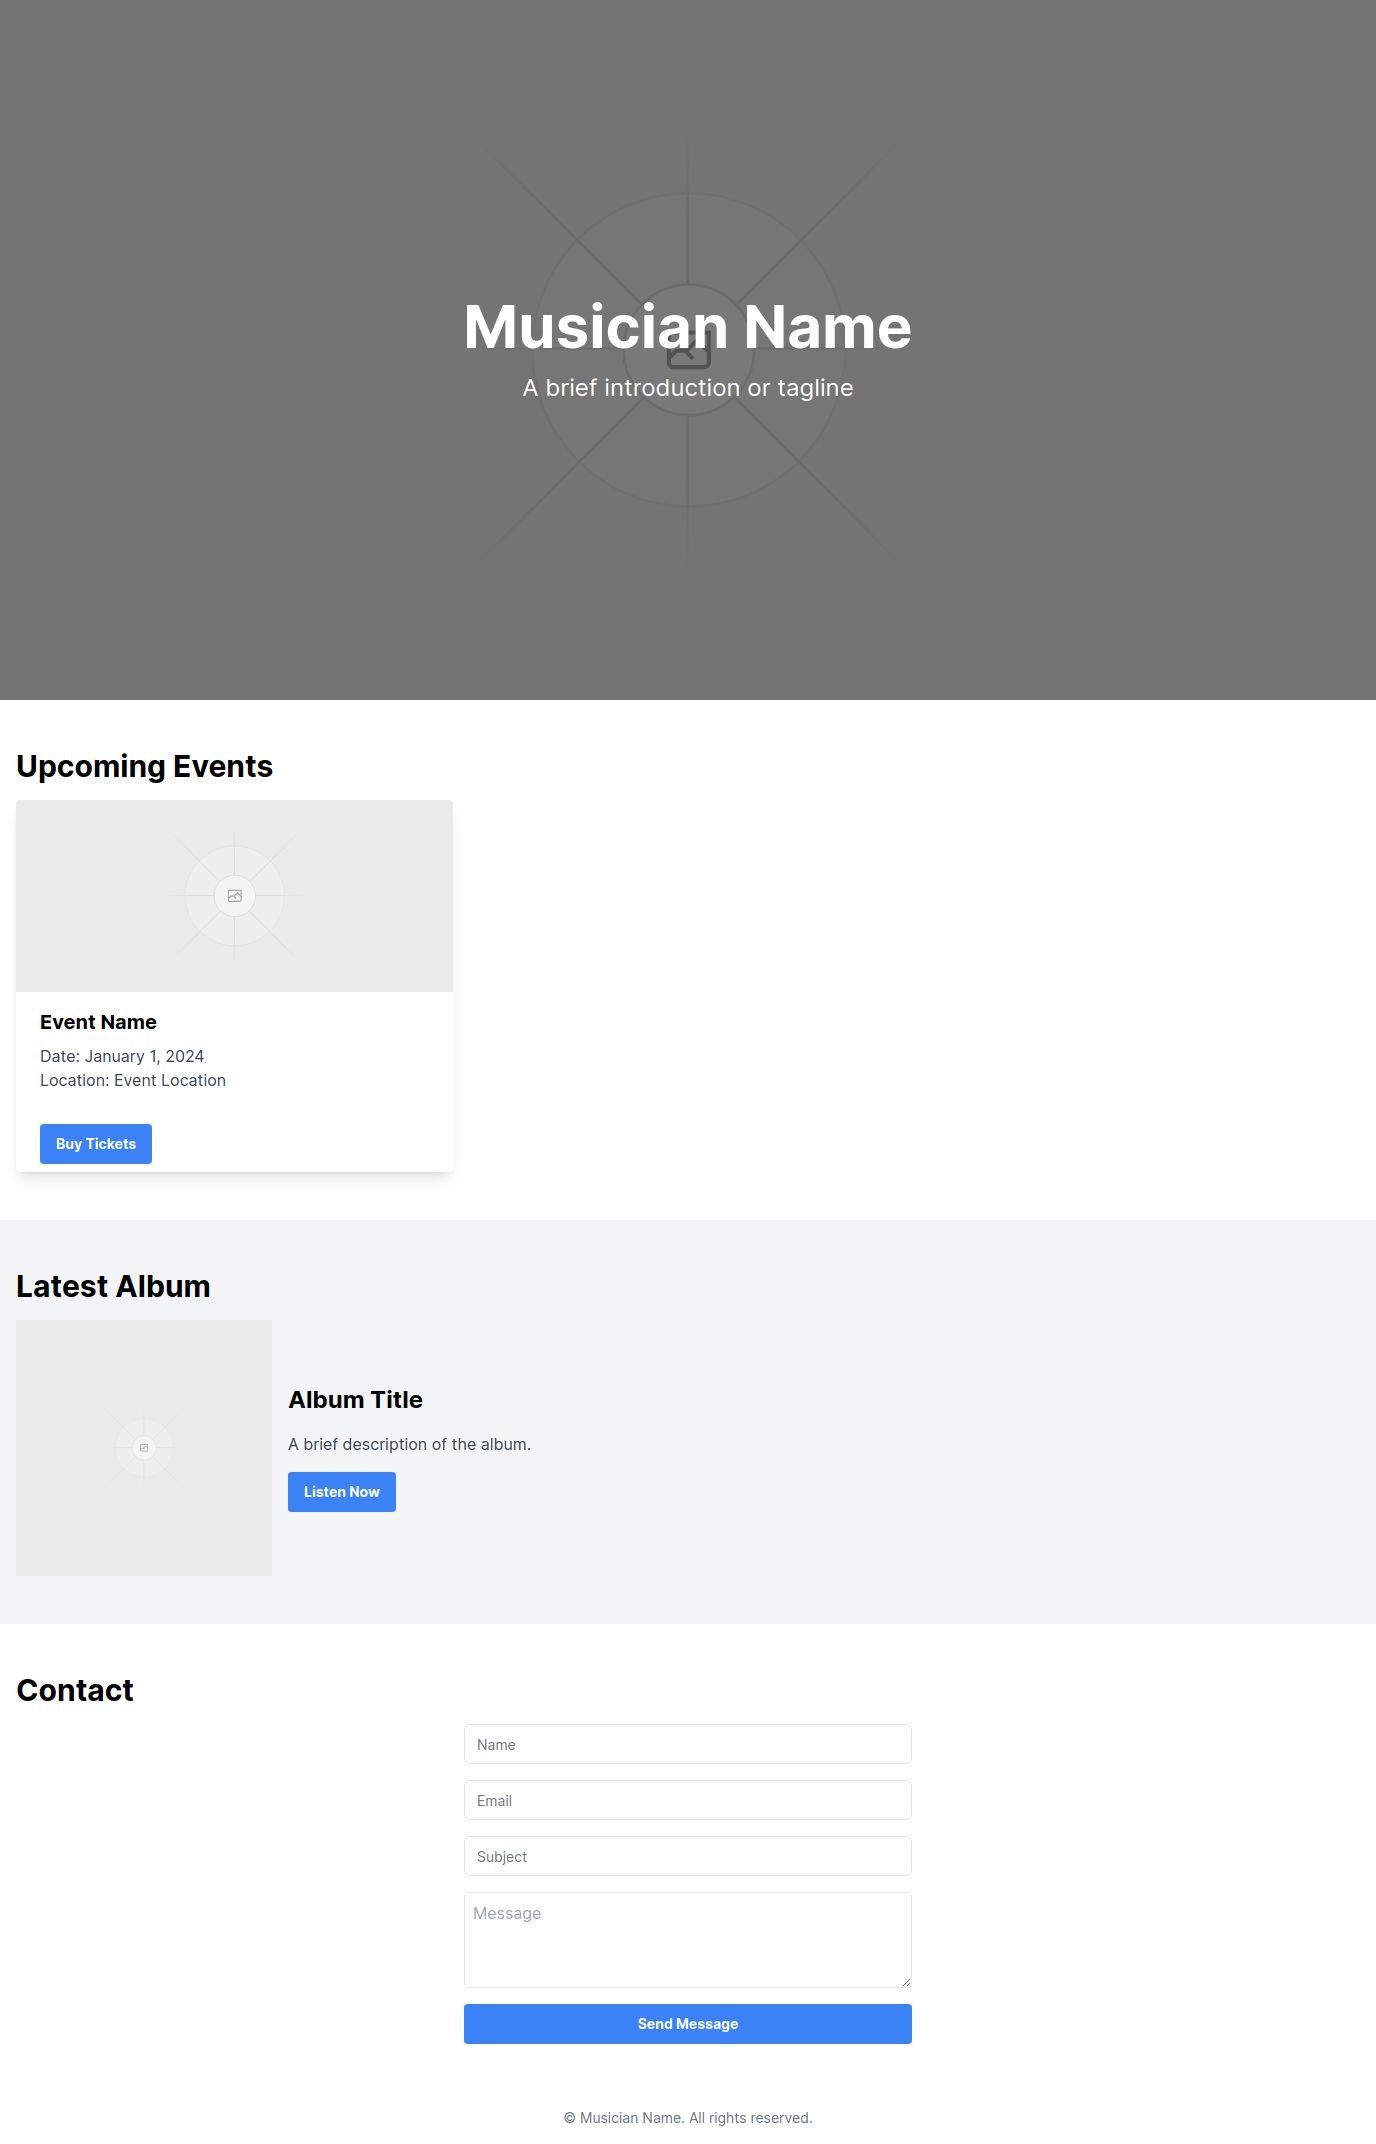 Musician Name
A brief introduction or tagline
Upcoming Events
Event Name
Date: January 1, 2024
Location: Event Location
Buy Tickets
Latest Album
Album Title
A brief description of the album.
Listen Now
Contact
Name
Email
Subject
Message
Send Message
© Musician Name. All rights reserved.